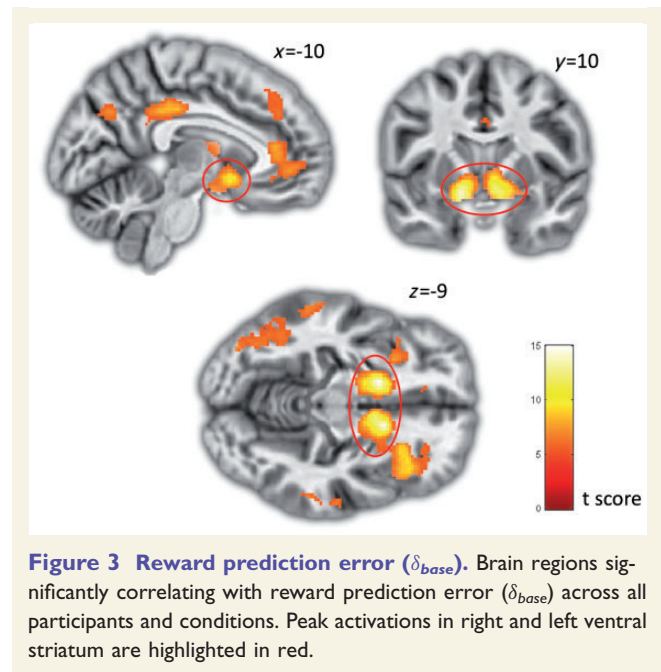 x=-10
y=10
z=-9
15
10
5
0
t score
Figure 3 Reward prediction error (δbase). Brain regions sig-
nificantly correlating with reward prediction error (δbase) across all
participants and conditions. Peak activations in right and left ventral
striatum are highlighted in red.